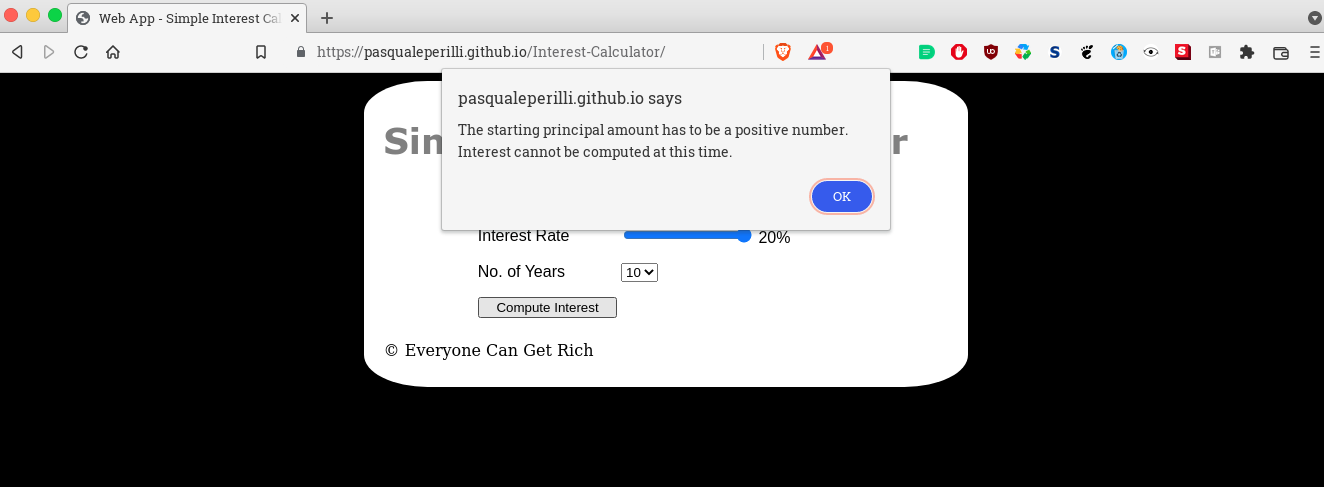 Web App - Simple Interest Cal
https://pasqualeperilli.github.io/Interest-Calculator/
1
pasqualeperilli.github.io says
The starting principal amount has to be a positive number.
Interest cannot be computed at this time.
OK
Interest Rate 20%
No. of Years 10
Compute Interest
© Everyone Can Get Rich